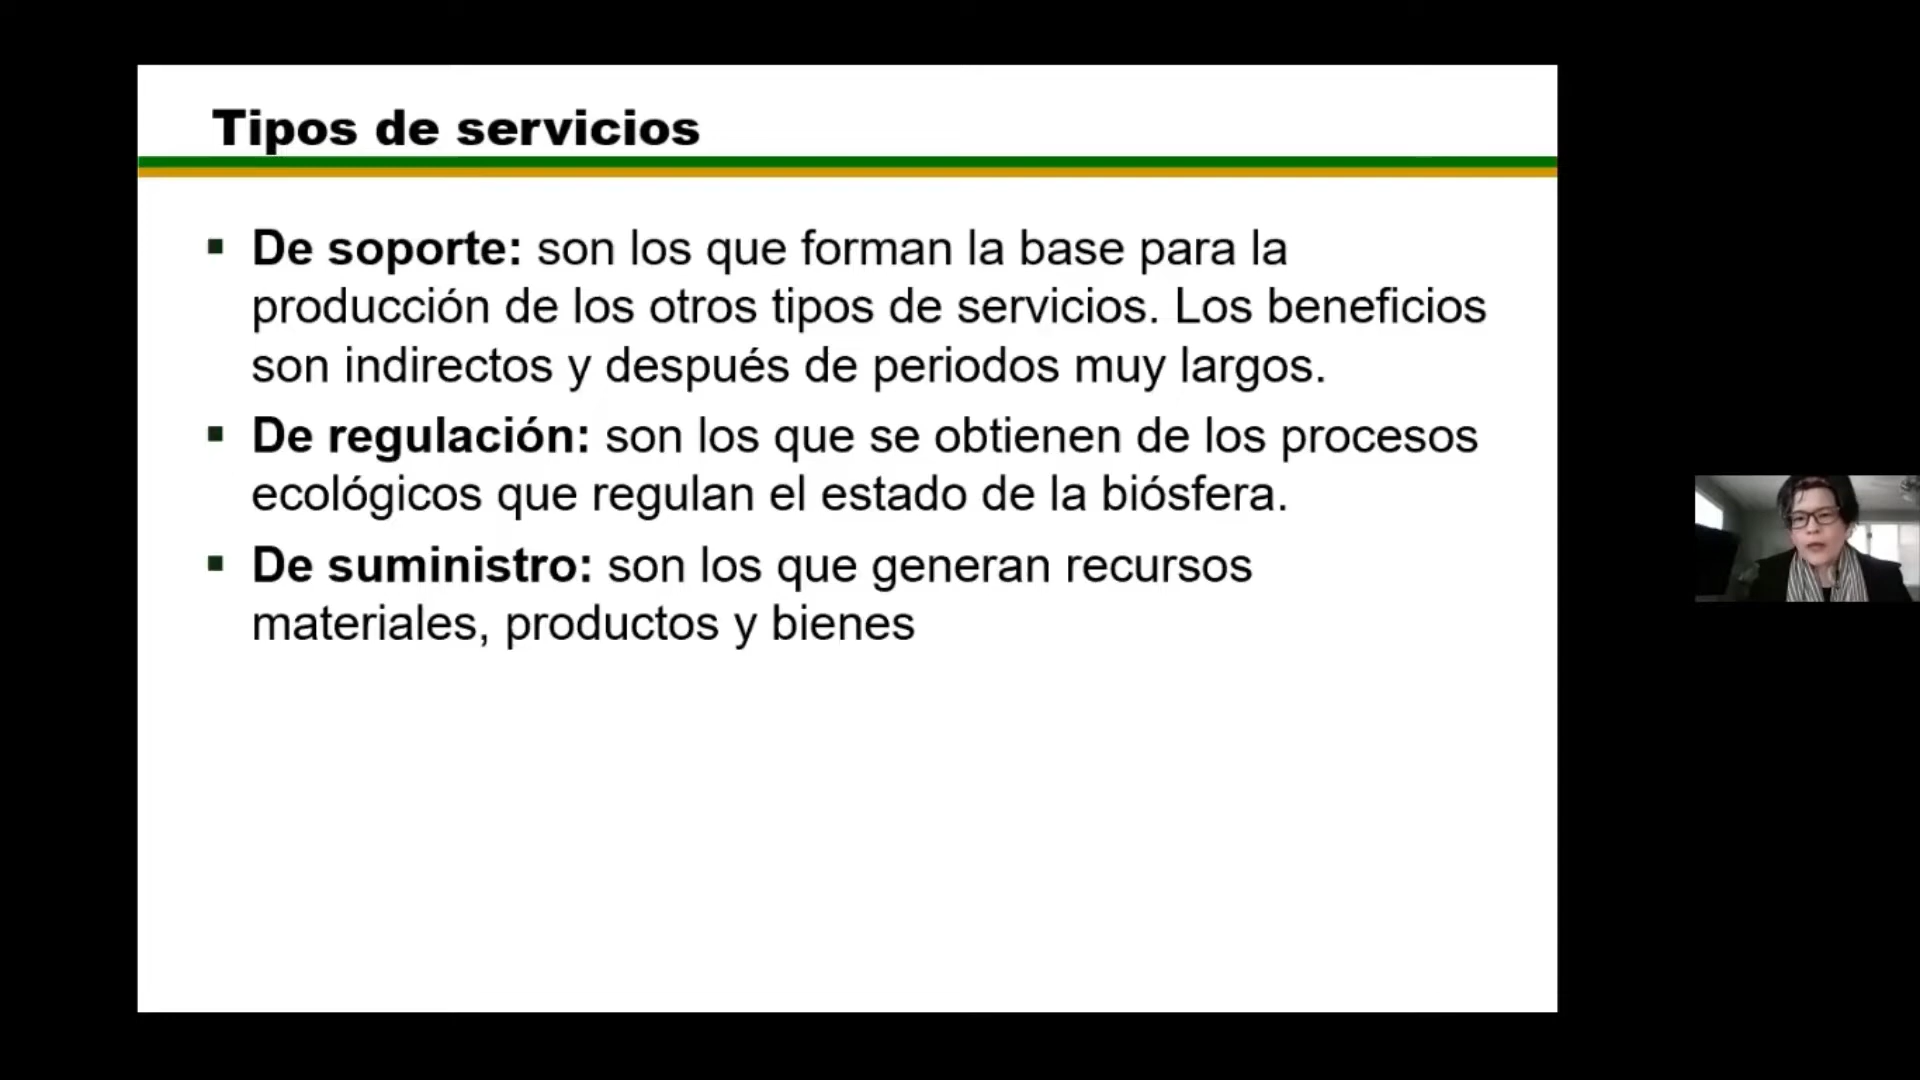 Tipos de servicios
▪ De soporte: son los que forman la base para la
producción de los otros tipos de servicios. Los beneficios
son indirectos y después de periodos muy largos.
▪ De regulación: son los que se obtienen de los procesos
ecológicos que regulan el estado de la biósfera.
▪ De suministro: son los que generan recursos
materiales, productos y bienes